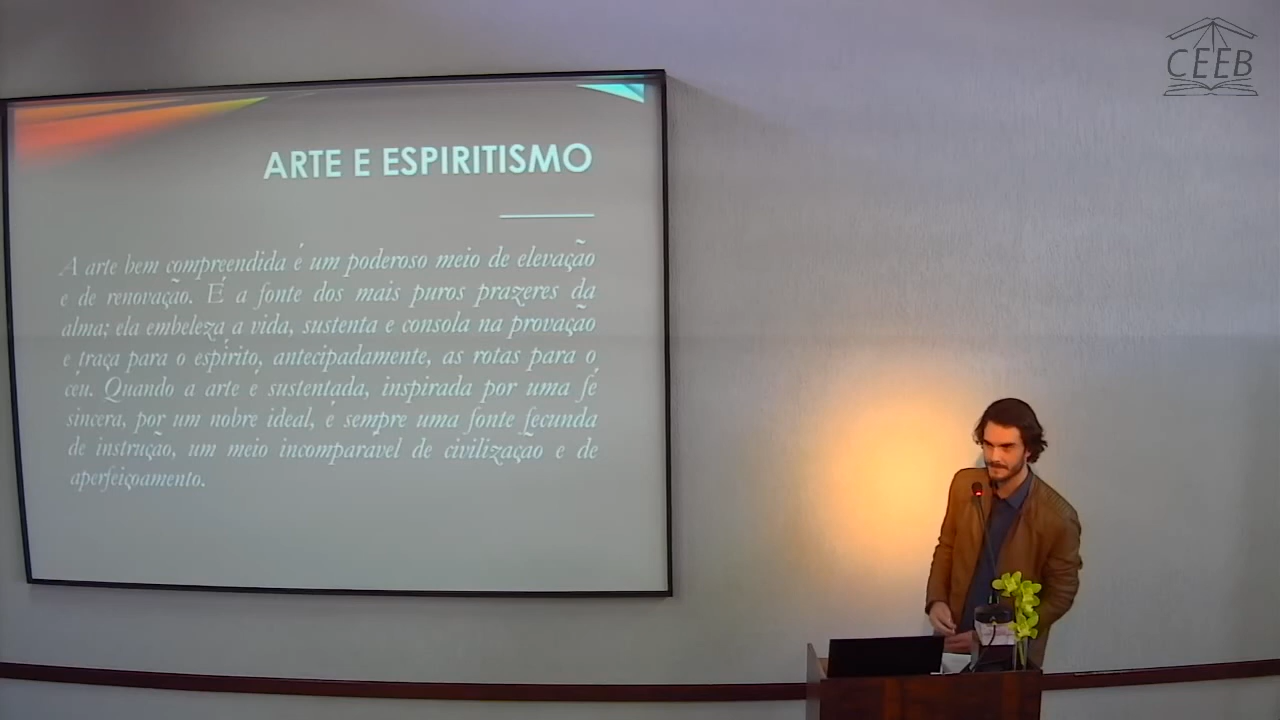 CEEB
ARTE E ESPIRITISMO
A arte bem compreendida é um poderoso meio de elevação
e de renovação. É a fonte dos mais puros prazeres da
alma; ela embeleza a vida, sustenta e consola na provação
e traça para o espírito, antecipadamente, as rotas para o
céu. Quando a arte é sustentada, inspirada por uma fé
sincera, por um nobre ideal, é sempre uma fonte fecunda
de instrução, um meio incomparável de civilização e de
aperfeiçoamento.